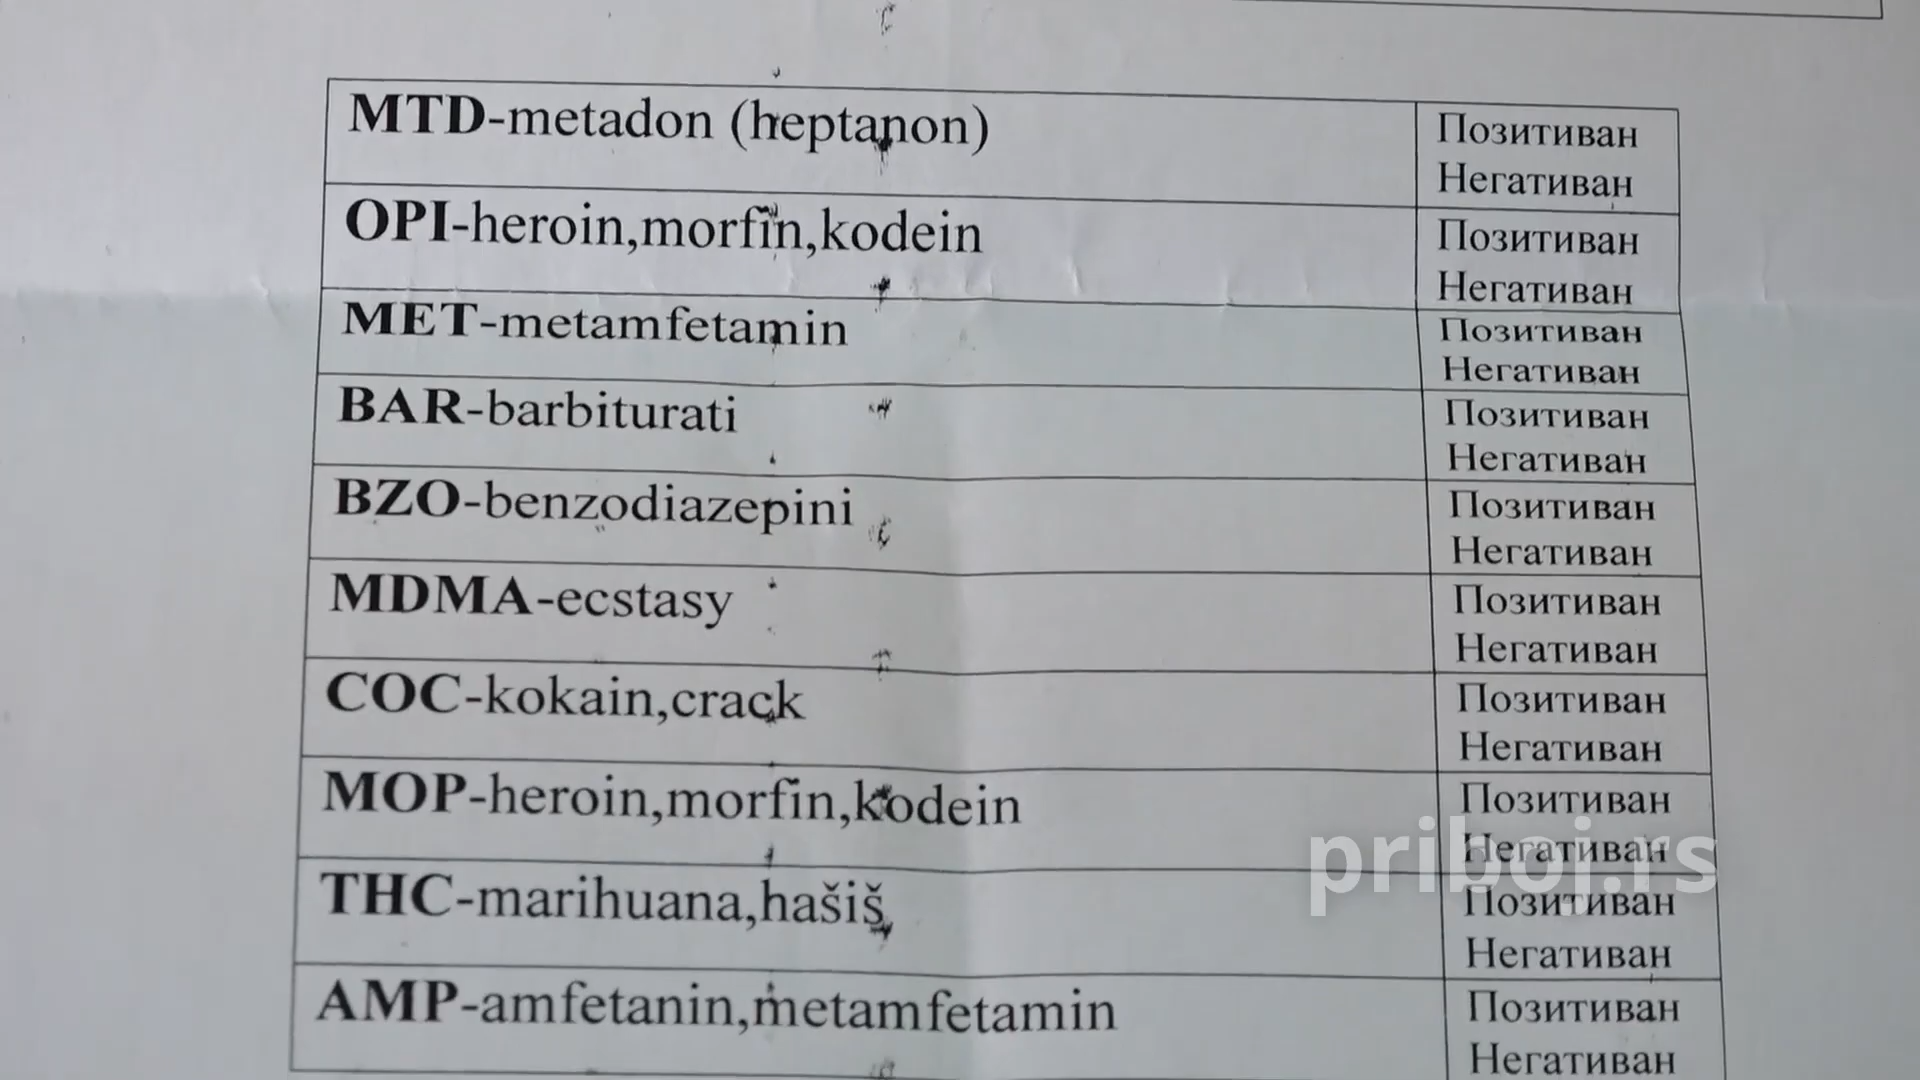 MTD-metadon (heptanon)
Позитиван
Негативан
OPI-heroin,morfin,kodein
Позитиван
Негативан
MET-metamfetamin
Позитиван
Негативан
BAR-barbiturati
Позитиван
Негативан
BZO-benzodiazepini
Позитиван
Негативан
MDMA-ecstasy
Позитиван
Негативан
COC-kokain,crack
Позитиван
Негативан
MOP-heroin,morfin,kodein
Позитиван
Негативан
THC-marihuana,hašiš
Позитиван
Негативан
AMP-amfetanin,metamfetamin
Позитиван
Негативан
priboj.rs